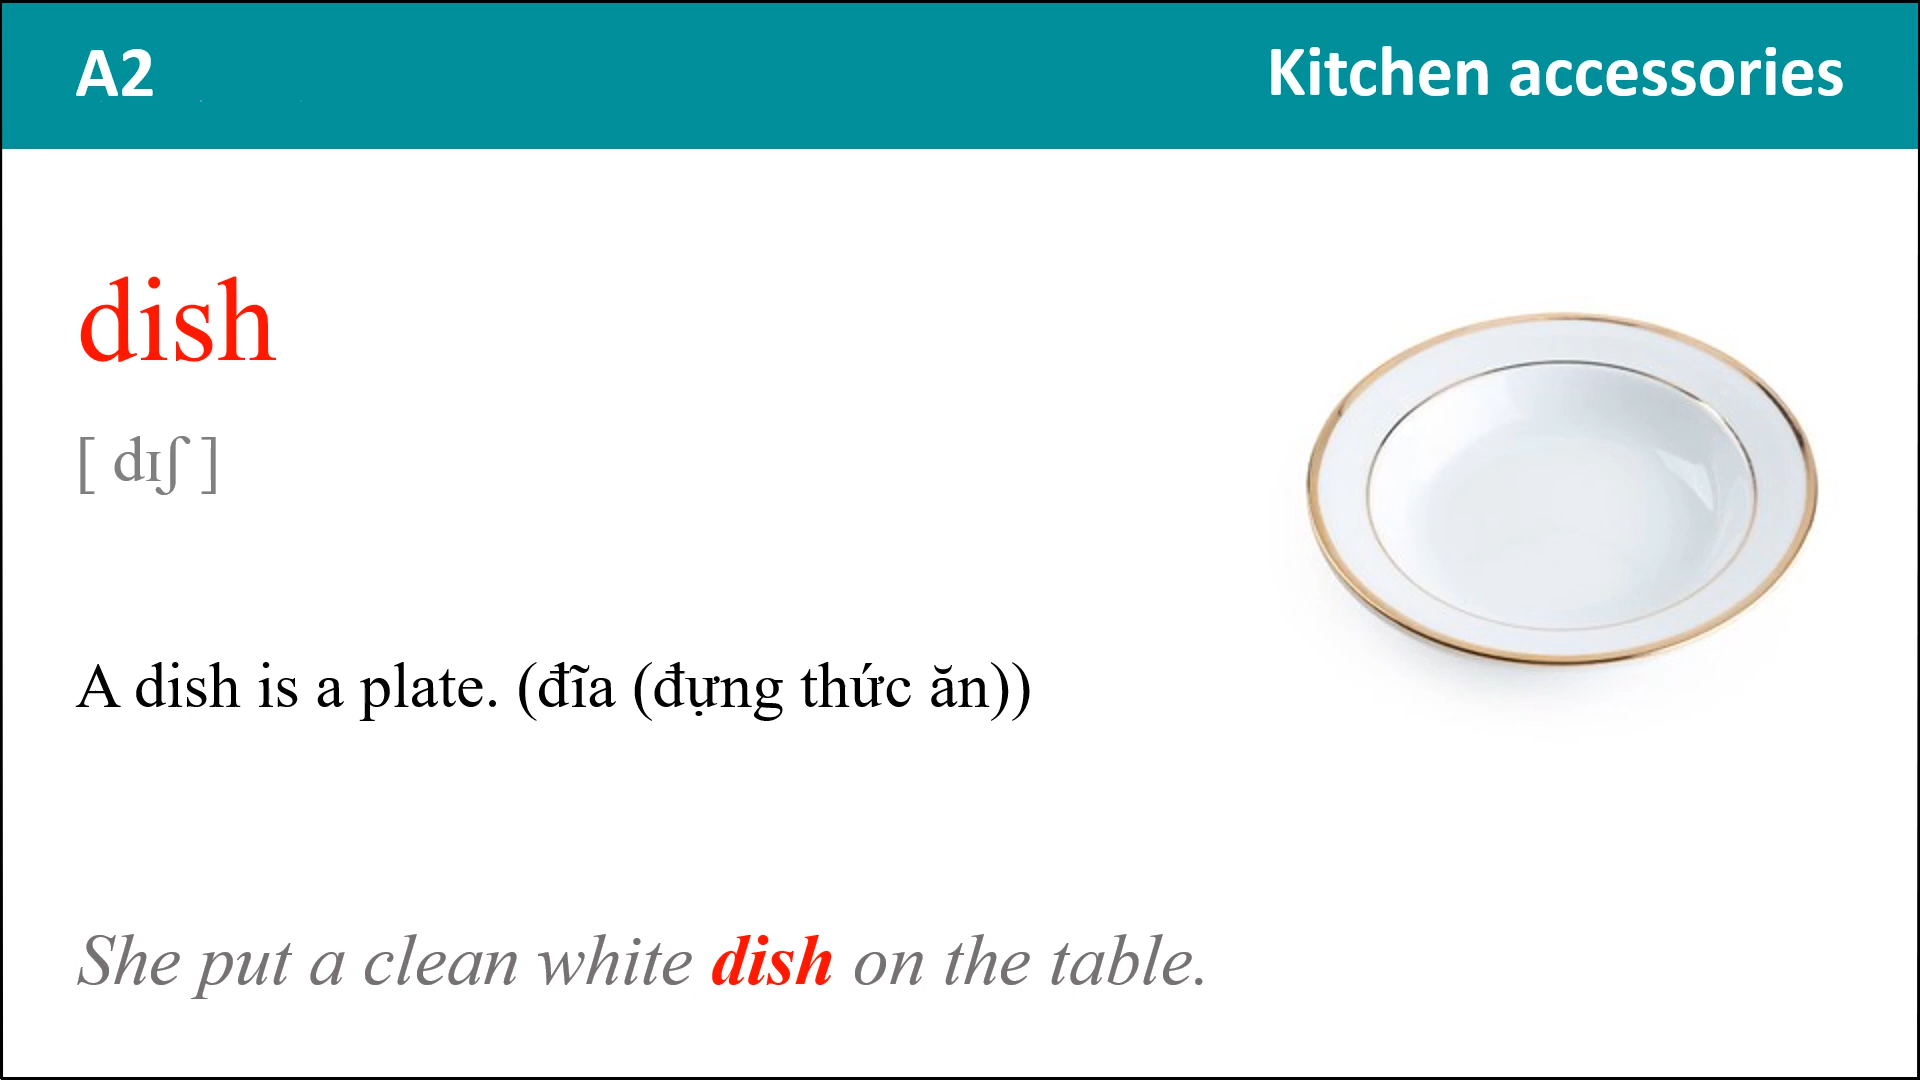 A2
Kitchen accessories
dish
[ dɪʃ ]
A dish is a plate. (đĩa (đựng thức ăn))
She put a clean white dish on the table.